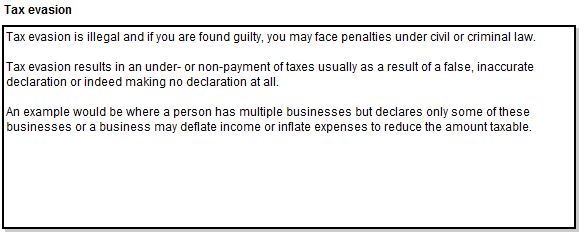 Tax evasion
Tax evasion is illegal and if you are found guilty, you may face penalties under civil or criminal law.
Tax evasion results in an under- or non-payment of taxes usually as a result of a false, inaccurate
declaration or indeed making no declaration at all.
An example would be where a person has multiple businesses but declares only some of these
businesses or a business may deflate income or inflate expenses to reduce the amount taxable.